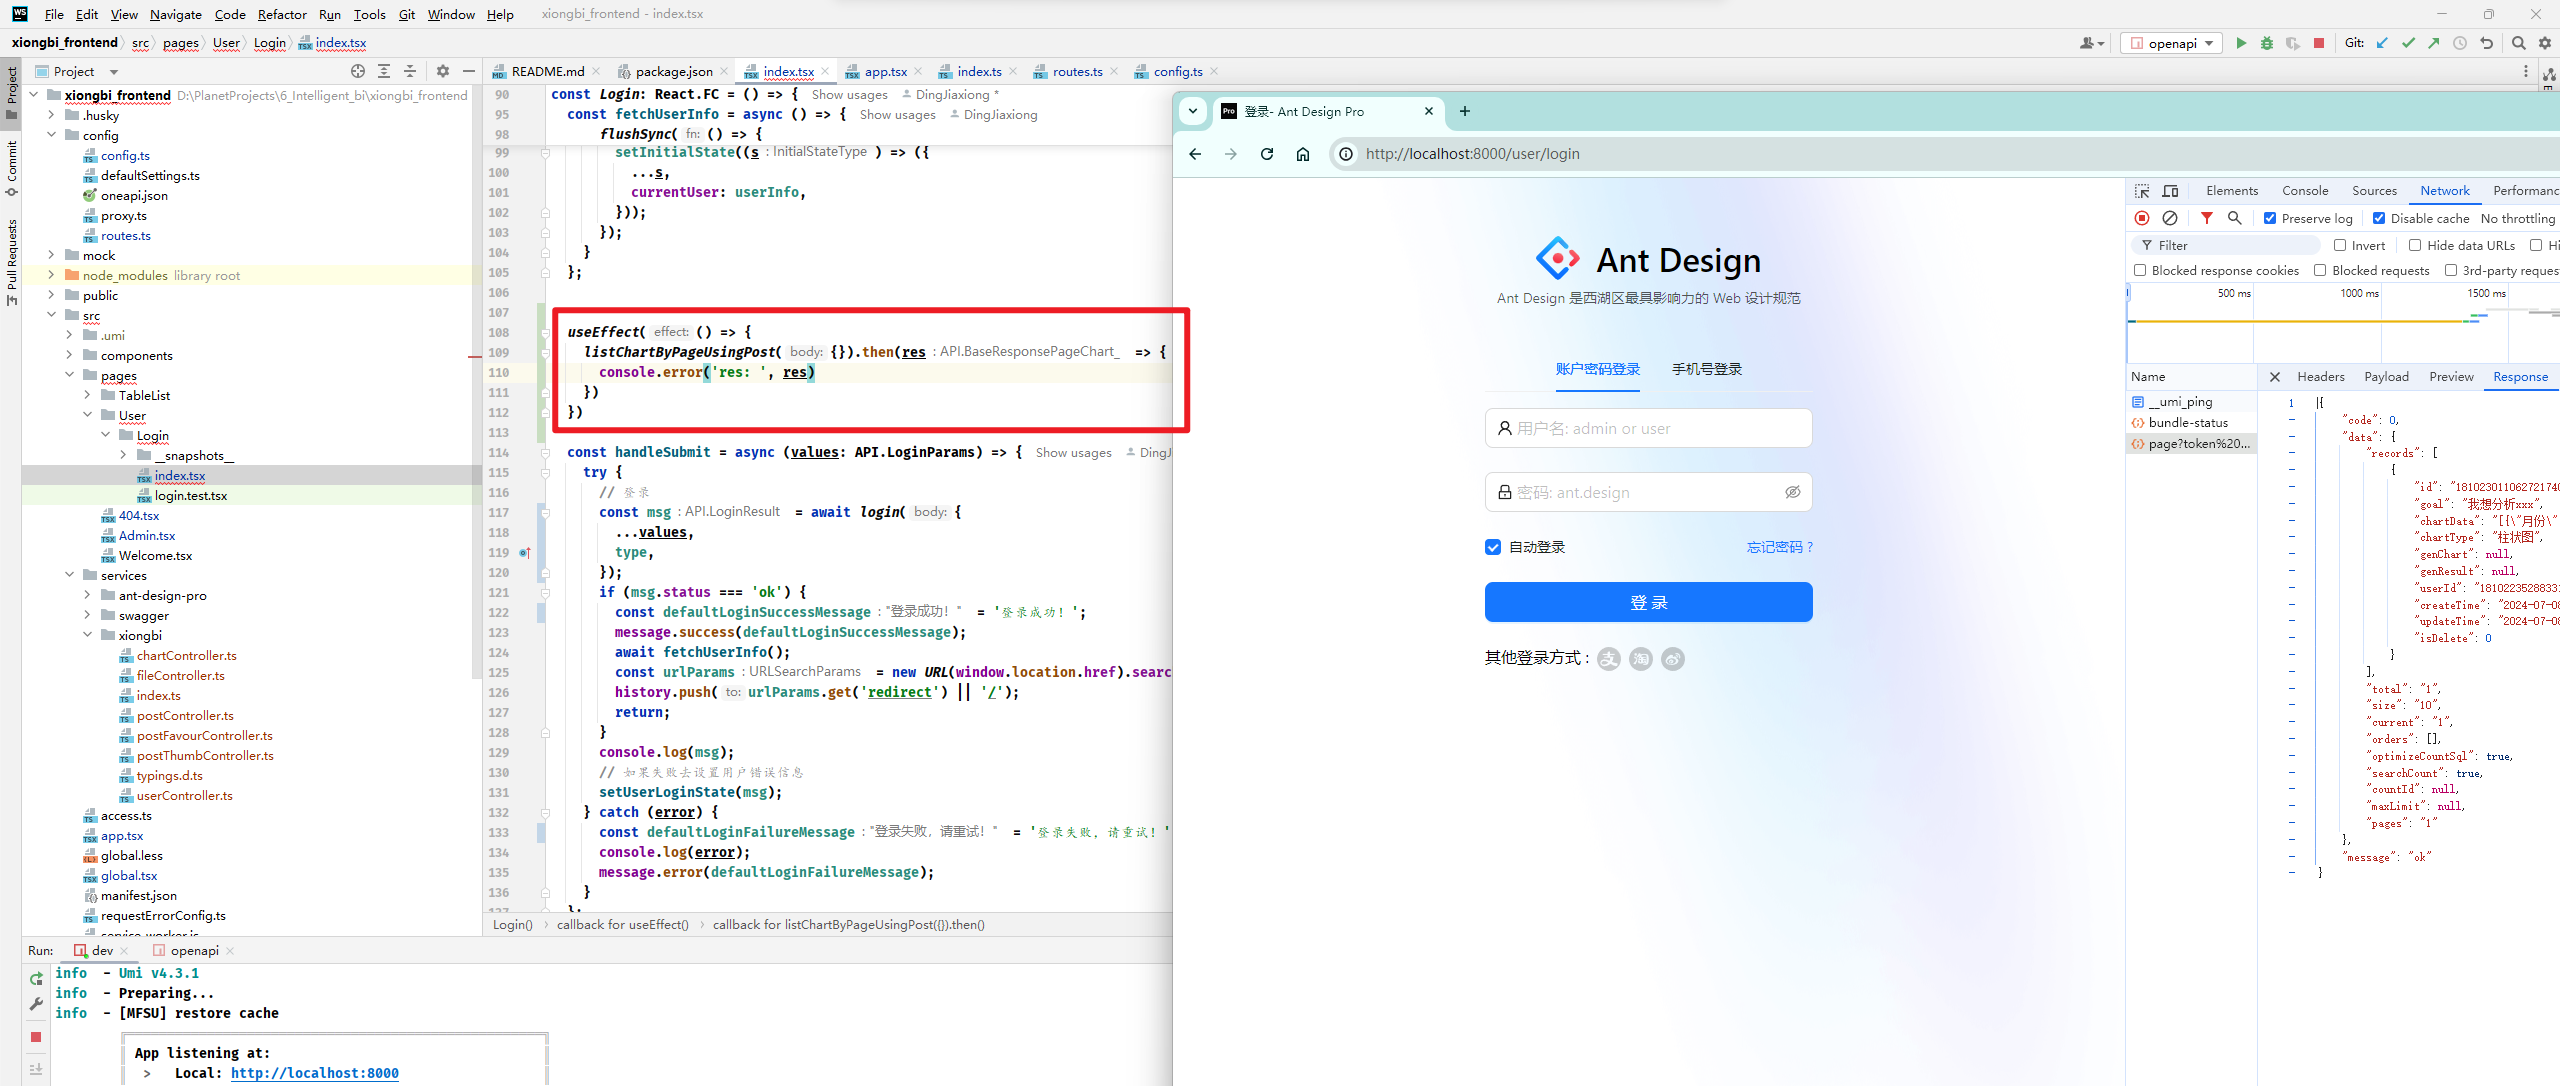 File Edit View Navigate Code Refactor Run Tools Git Window Help xiongbi_frontend - index.tsx
xiongbi_frontend src pages User Login index.tsx
openapi Git:
Project
README.md package.json index.tsx app.tsx index.ts routes.ts config.ts
Project
Commit
Pull Requests
xiongbi_frontend D:\PlanetProjects\6_Intelligent_bi\xiongbi_frontend
.husky
config
config.ts
defaultSettings.ts
oneapi.json
proxy.ts
routes.ts
mock
node_modules library root
public
src
.umi
components
pages
TableList
User
Login
__snapshots__
index.tsx
login.test.tsx
404.tsx
Admin.tsx
Welcome.tsx
services
ant-design-pro
swagger
xiongbi
chartController.ts
fileController.ts
index.ts
postController.ts
postFavourController.ts
postThumbController.ts
typings.d.ts
userController.ts
access.ts
app.tsx
global.less
global.tsx
manifest.json
requestErrorConfig.ts
service-worker.js
90 const Login: React.FC = () => { Show usages DingJiaxiong *
95 const fetchUserInfo = async () => { Show usages DingJiaxiong
98 flushSync( fn: () => {
99 setInitialState((s : InitialStateType ) => ({
100 ...s,
101 currentUser: userInfo,
102 }));
103 });
104 }
105 };
106
107
108 useEffect( effect: () => {
109 listChartByPageUsingPost( body: {}).then(res : API.BaseResponsePageChart_ => {
110 console.error('res: ', res)
111 })
112 })
113
114 const handleSubmit = async (values: API.LoginParams) => { Show usages DingJ
115 try {
116 // 登录
117 const msg : API.LoginResult = await login( body: {
118 ...values,
119 type,
120 });
121 if (msg.status === 'ok') {
122 const defaultLoginSuccessMessage : "登录成功！" = '登录成功！';
123 message.success(defaultLoginSuccessMessage);
124 await fetchUserInfo();
125 const urlParams : URLSearchParams = new URL(window.location.href).searc
126 history.push( to: urlParams.get('redirect') || '/');
127 return;
128 }
129 console.log(msg);
130 // 如果失败去设置用户错误信息
131 setUserLoginState(msg);
132 } catch (error) {
133 const defaultLoginFailureMessage : "登录失败，请重试！" = '登录失败，请重试！'
134 console.log(error);
135 message.error(defaultLoginFailureMessage);
136 }
137 };
Login() callback for useEffect() callback for listChartByPageUsingPost({}).then()
Run: dev openapi
info - Umi v4.3.1
info - Preparing...
info - [MFSU] restore cache
App listening at:
> Local: http://localhost:8000
Pro 登录- Ant Design Pro
http://localhost:8000/user/login
Ant Design
Ant Design 是西湖区最具影响力的 Web 设计规范
账户密码登录 手机号登录
用户名: admin or user
密码: ant.design
自动登录 忘记密码 ?
登 录
其他登录方式 :
Elements Console Sources Network Performanc
Preserve log Disable cache No throttling
Filter Invert Hide data URLs Hi
Blocked response cookies Blocked requests 3rd-party reques
500 ms 1000 ms 1500 ms
Name Headers Payload Preview Response
__umi_ping
bundle-status
page?token%20...
1 {
"code": 0,
"data": {
"records": [
{
"id": "181023011062721740
"goal": "我想分析xxx",
"chartData": "[{\"月份\"
"chartType": "柱状图",
"genChart": null,
"genResult": null,
"userId": "1810223528833
"createTime": "2024-07-08
"updateTime": "2024-07-08
"isDelete": 0
}
],
"total": "1",
"size": "10",
"current": "1",
"orders": [],
"optimizeCountSql": true,
"searchCount": true,
"countId": null,
"maxLimit": null,
"pages": "1"
},
"message": "ok"
}